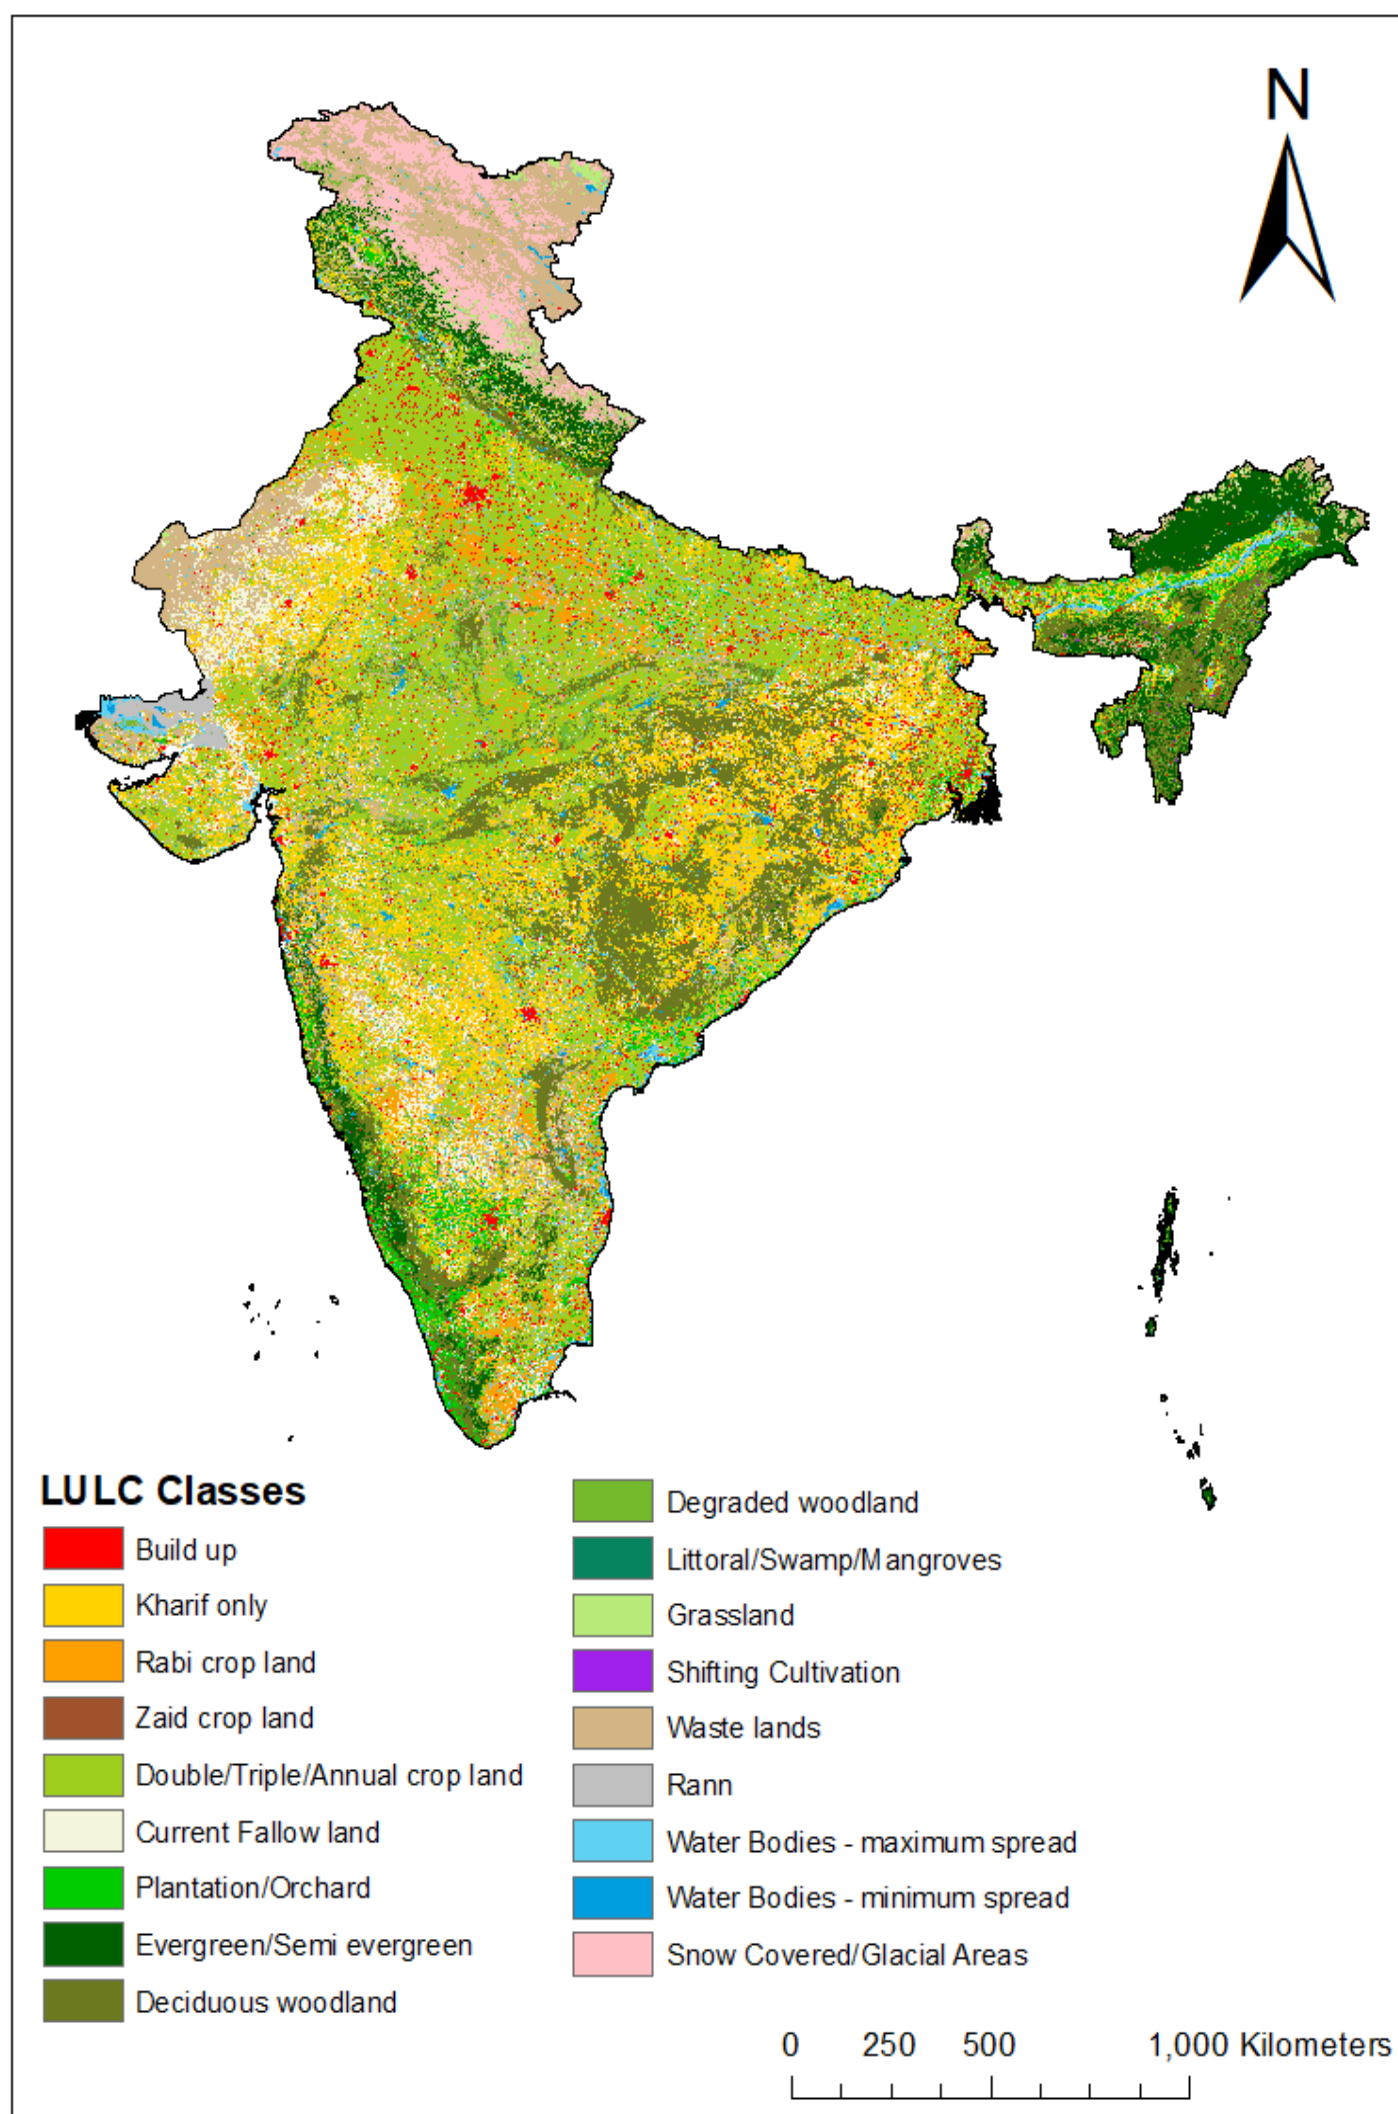 N
LULC Classes
Build up
Kharif only
Rabi crop land
Zaid crop land
Double/Triple/Annual crop land
Current Fallow land
Plantation/Orchard
Evergreen/Semi evergreen
Deciduous woodland
Degraded woodland
Littoral/Swamp/Mangroves
Grassland
Shifting Cultivation
Waste lands
Rann
Water Bodies - maximum spread
Water Bodies - minimum spread
Snow Covered/Glacial Areas
0 250 500 1,000 Kilometers